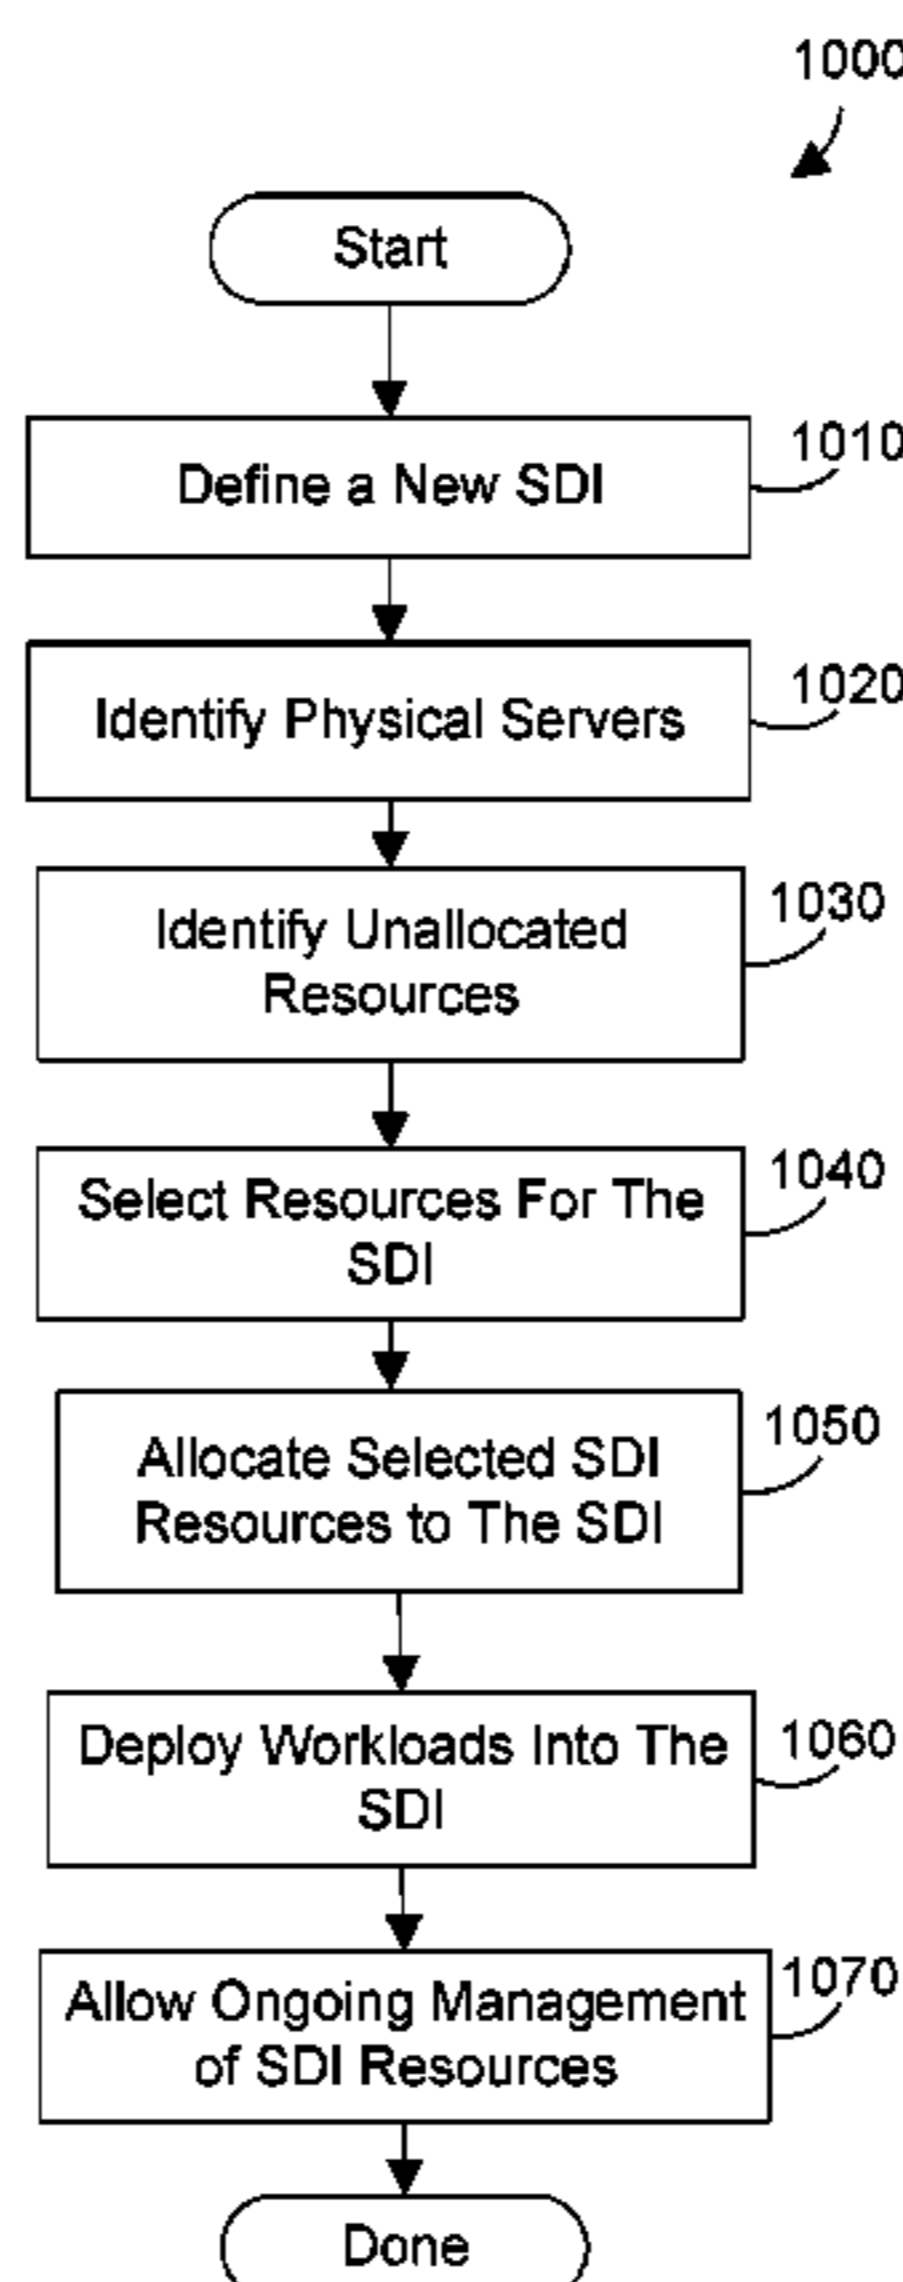 1000
Start
Define a New SDI
1010
Identify Physical Servers
1020
Identify Unallocated
Resources
1030
Select Resources For The
SDI
1040
Allocate Selected SDI
Resources to The SDI
1050
Deploy Workloads Into The
SDI
1060
Allow Ongoing Management
of SDI Resources
1070
Done